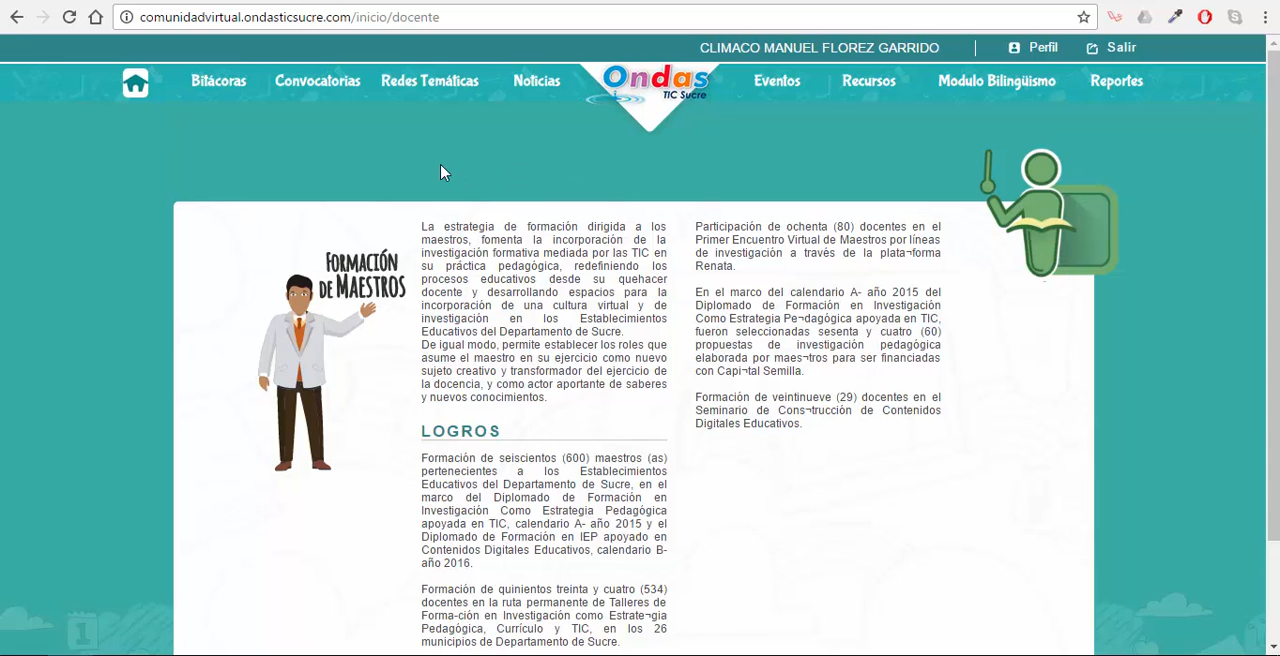 comunidadvirtual.ondasticsucre.com/inicio/docente
CLIMACO MANUEL FLOREZ GARRIDO
Perfil
Salir
Bitácoras
Convocatorias
Redes Temáticas
Noticias
Ondas
TIC Sucre
Eventos
Recursos
Modulo Bilingüismo
Reportes
FORMACIÓN
DE MAESTROS
La estrategia de formación dirigida a los
maestros, fomenta la incorporación de la
investigación formativa mediada por las TIC en
su práctica pedagógica, redefiniendo los
procesos educativos desde su quehacer
docente y desarrollando espacios para la
incorporación de una cultura virtual y de
investigación en los Establecimientos
Educativos del Departamento de Sucre.
De igual modo, permite establecer los roles que
asume el maestro en su ejercicio como nuevo
sujeto creativo y transformador del ejercicio de
la docencia, y como actor aportante de saberes
y nuevos conocimientos.
LOGROS
Formación de seiscientos (600) maestros (as)
pertenecientes a los Establecimientos
Educativos del Departamento de Sucre, en el
marco del Diplomado de Formación en
Investigación Como Estrategia Pedagógica
apoyada en TIC, calendario A- año 2015 y el
Diplomado de Formación en IEP apoyado en
Contenidos Digitales Educativos, calendario B-
año 2016.
Formación de quinientos treinta y cuatro (534)
docentes en la ruta permanente de Talleres de
Forma-ción en Investigación como Estrate¬gia
Pedagógica, Currículo y TIC, en los 26
municipios de Departamento de Sucre.
Participación de ochenta (80) docentes en el
Primer Encuentro Virtual de Maestros por líneas
de investigación a través de la plata¬forma
Renata.
En el marco del calendario A- año 2015 del
Diplomado de Formación en Investigación
Como Estrategia Pe¬dagógica apoyada en TIC,
fueron seleccionadas sesenta y cuatro (60)
propuestas de investigación pedagógica
elaborada por maes¬tros para ser financiadas
con Capi¬tal Semilla.
Formación de veintinueve (29) docentes en el
Seminario de Cons¬trucción de Contenidos
Digitales Educativos.
1